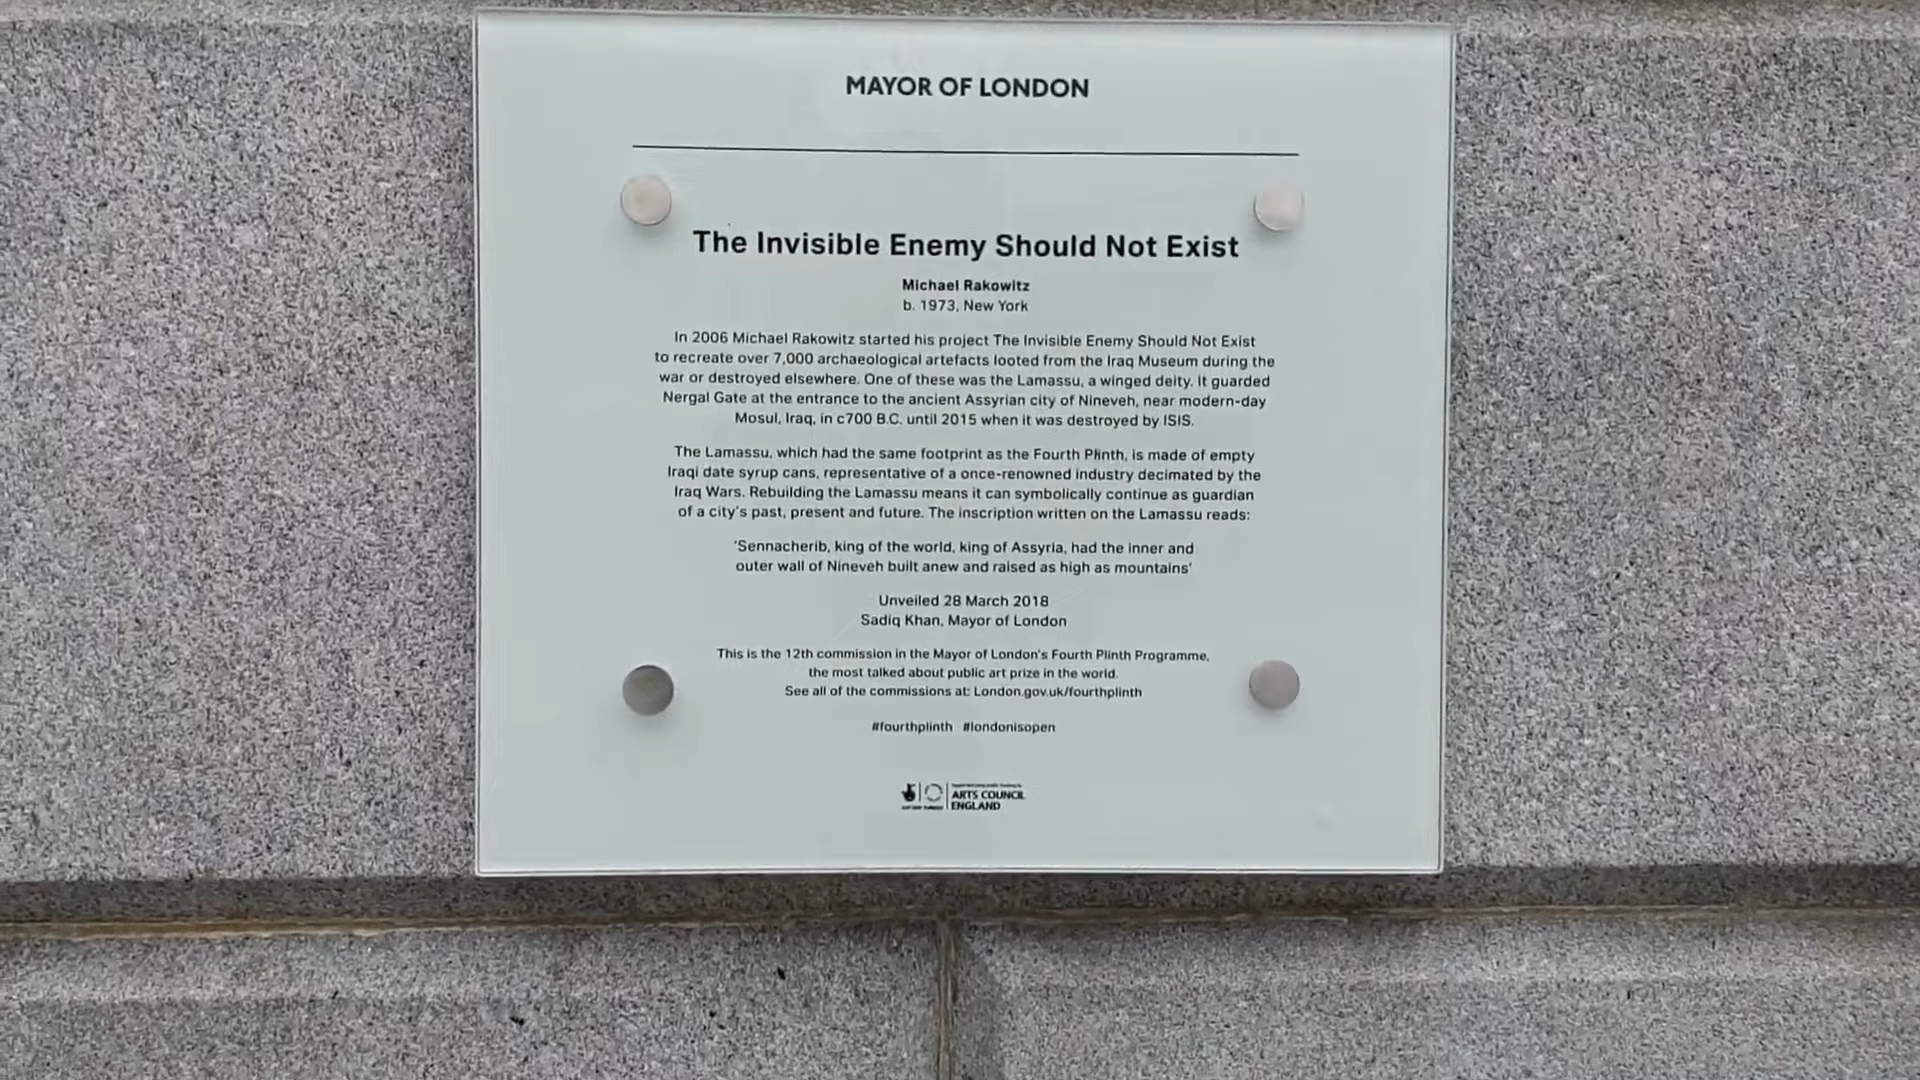 MAYOR OF LONDON
The Invisible Enemy Should Not Exist
Michael Rakowitz
b. 1973, New York
In 2006 Michael Rakowitz started his project The Invisible Enemy Should Not Exist
to recreate over 7,000 archaeological artefacts looted from the Iraq Museum during the
war or destroyed elsewhere. One of these was the Lamassu, a winged deity. It guarded
Nergal Gate at the entrance to the ancient Assyrian city of Nineveh, near modern-day
Mosul, Iraq, in c700 B.C. until 2015 when it was destroyed by ISIS.
The Lamassu, which had the same footprint as the Fourth Plinth, is made of empty
Iraqi date syrup cans, representative of a once-renowned industry decimated by the
Iraq Wars. Rebuilding the Lamassu means it can symbolically continue as guardian
of a city's past, present and future. The inscription written on the Lamassu reads:
'Sennacherib, king of the world, king of Assyria, had the inner and
outer wall of Nineveh built anew and raised as high as mountains'
Unveiled 28 March 2018
Sadiq Khan, Mayor of London
This is the 12th commission in the Mayor of London's Fourth Plinth Programme,
the most talked about public art prize in the world.
See all of the commissions at: London.gov.uk/fourthplinth
#fourthplinth #londonisopen
ARTS COUNCIL
ENGLAND